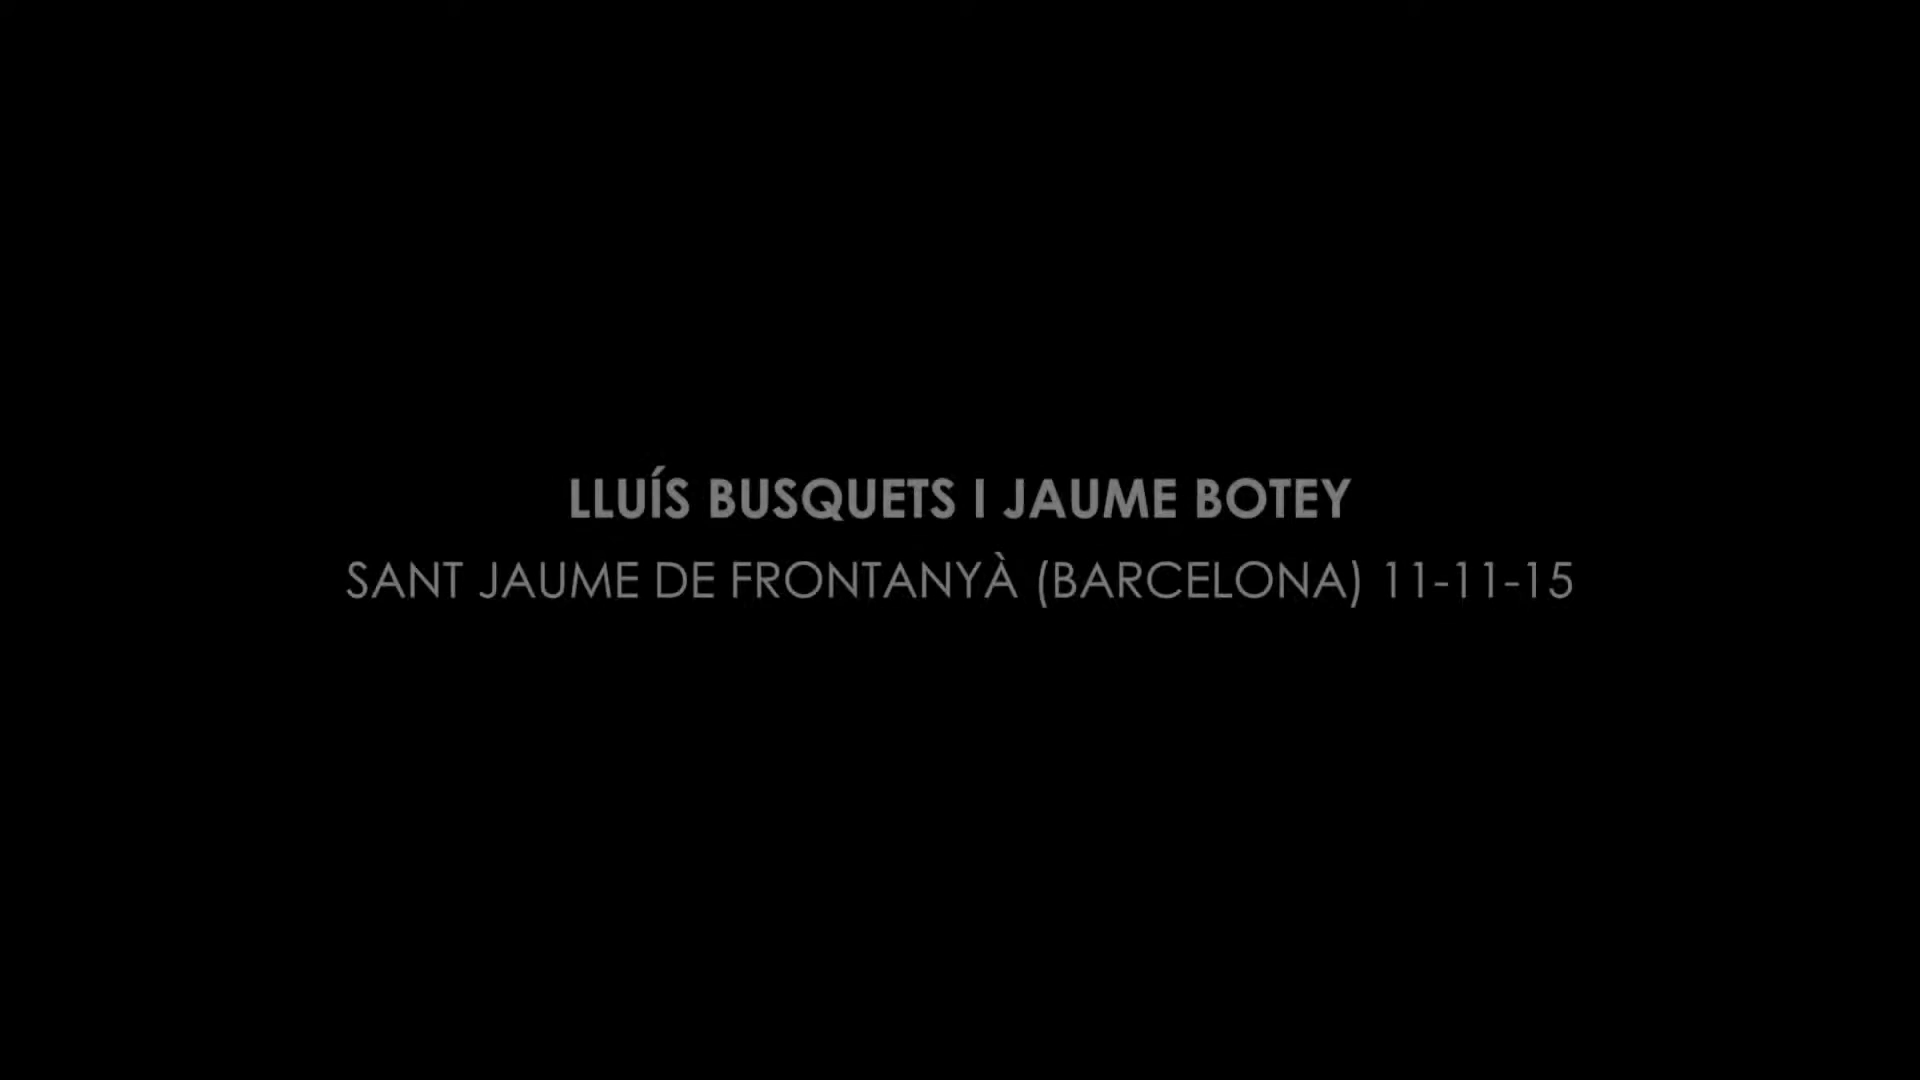 LLUÍS BUSQUETS I JAUME BOTEY
SANT JAUME DE FRONTANYÀ (BARCELONA) 11-11-15